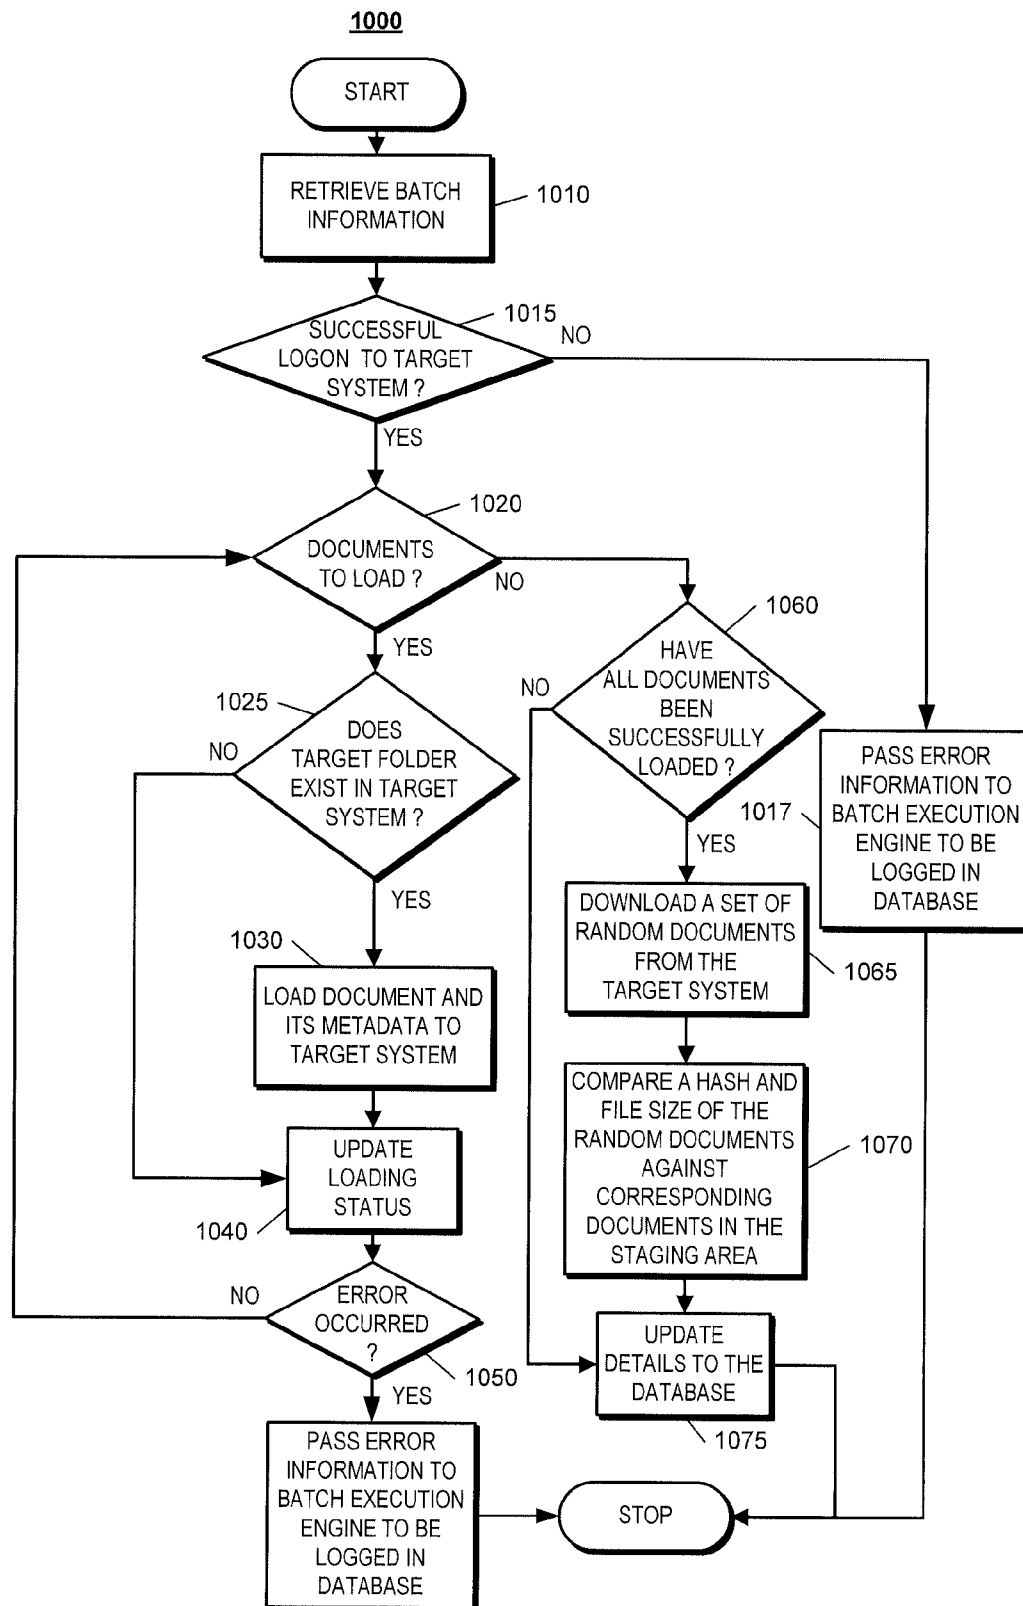 1000
START
RETRIEVE BATCH
INFORMATION
1010
SUCCESSFUL
LOGON TO TARGET
SYSTEM ?
1015
NO
YES
DOCUMENTS
TO LOAD ?
1020
NO
YES
1025
NO
DOES
TARGET FOLDER
EXIST IN TARGET
SYSTEM ?
YES
1030
LOAD DOCUMENT AND
ITS METADATA TO
TARGET SYSTEM
UPDATE
LOADING
STATUS
1040
NO
ERROR
OCCURRED
?
1050
YES
PASS ERROR
INFORMATION TO
BATCH EXECUTION
ENGINE TO BE
LOGGED IN
DATABASE
1060
NO
HAVE
ALL DOCUMENTS
BEEN
SUCCESSFULLY
LOADED ?
YES
DOWNLOAD A SET OF
RANDOM DOCUMENTS
FROM THE
TARGET SYSTEM
1065
COMPARE A HASH AND
FILE SIZE OF THE
RANDOM DOCUMENTS
AGAINST
CORRESPONDING
DOCUMENTS IN THE
STAGING AREA
1070
UPDATE
DETAILS TO THE
DATABASE
1075
1017
PASS ERROR
INFORMATION TO
BATCH EXECUTION
ENGINE TO BE
LOGGED IN
DATABASE
STOP